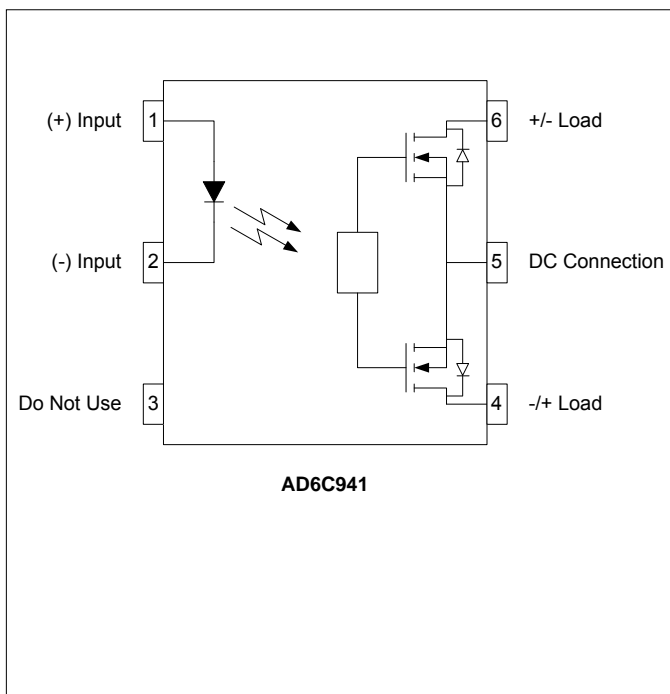 (+) Input 1
6 +/- Load
(-) Input 2
5 DC Connection
Do Not Use 3
4 -/+ Load
AD6C941